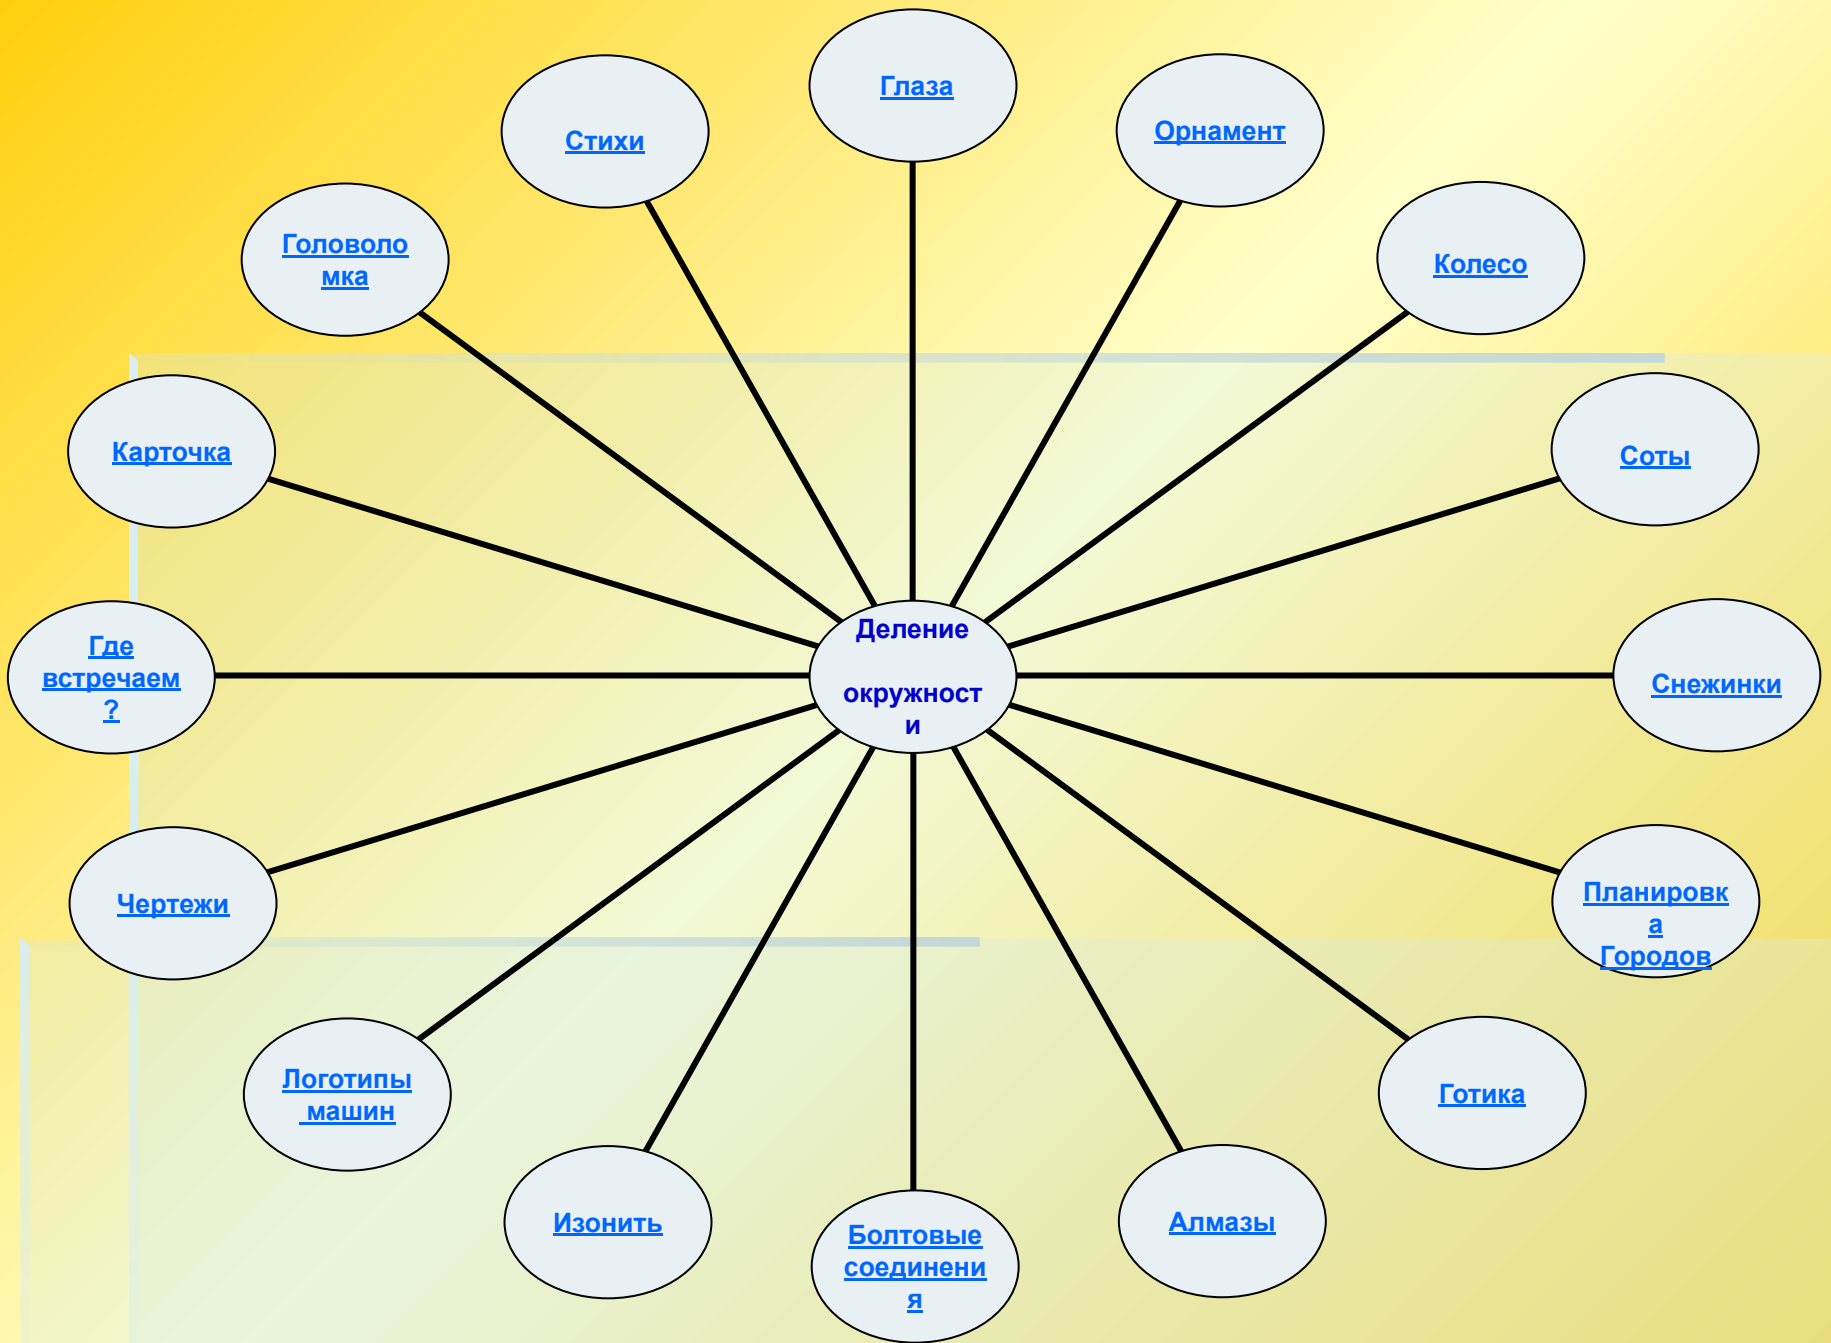 Глаза
Стихи
Орнамент
Головоло
мка
Колесо
Карточка
Соты
Где
встречаем
?
Деление
окружност
и
Снежинки
Чертежи
Планировк
а
Городов
Логотипы
машин
Готика
Изонить
Болтовые
соединени
я
Алмазы